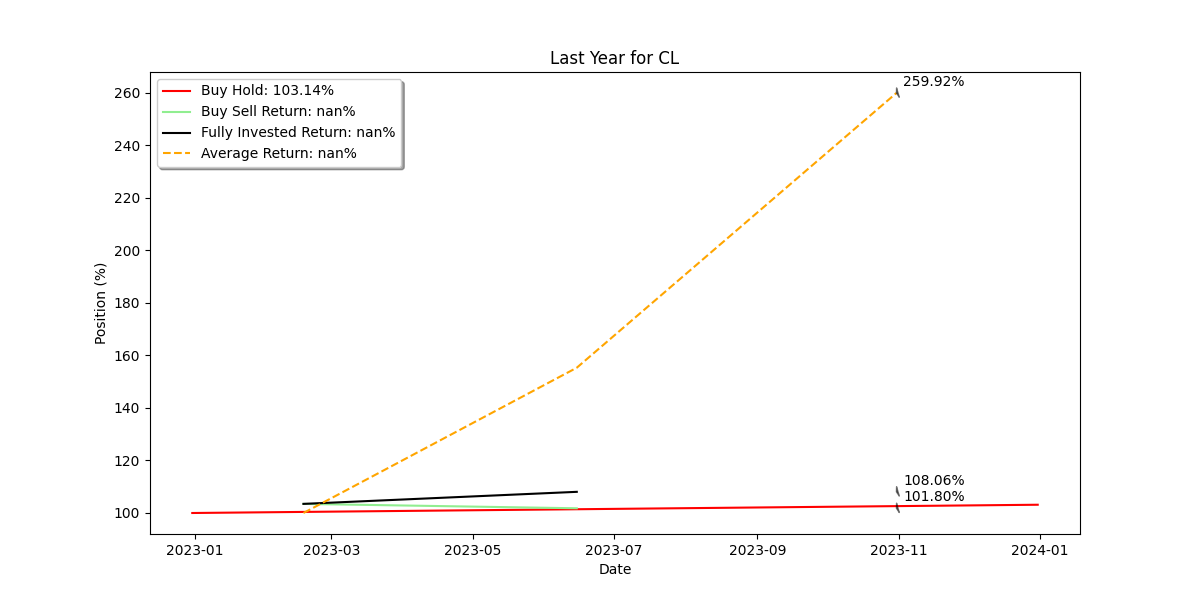 Last Year for CL
Buy Hold: 103.14%
Buy Sell Return: nan%
Fully Invested Return: nan%
Average Return: nan%
259.92%
108.06%
101.80%
Position (%)
260
240
220
200
180
160
140
120
100
2023-01 2023-03 2023-05 2023-07 2023-09 2023-11 2024-01
Date